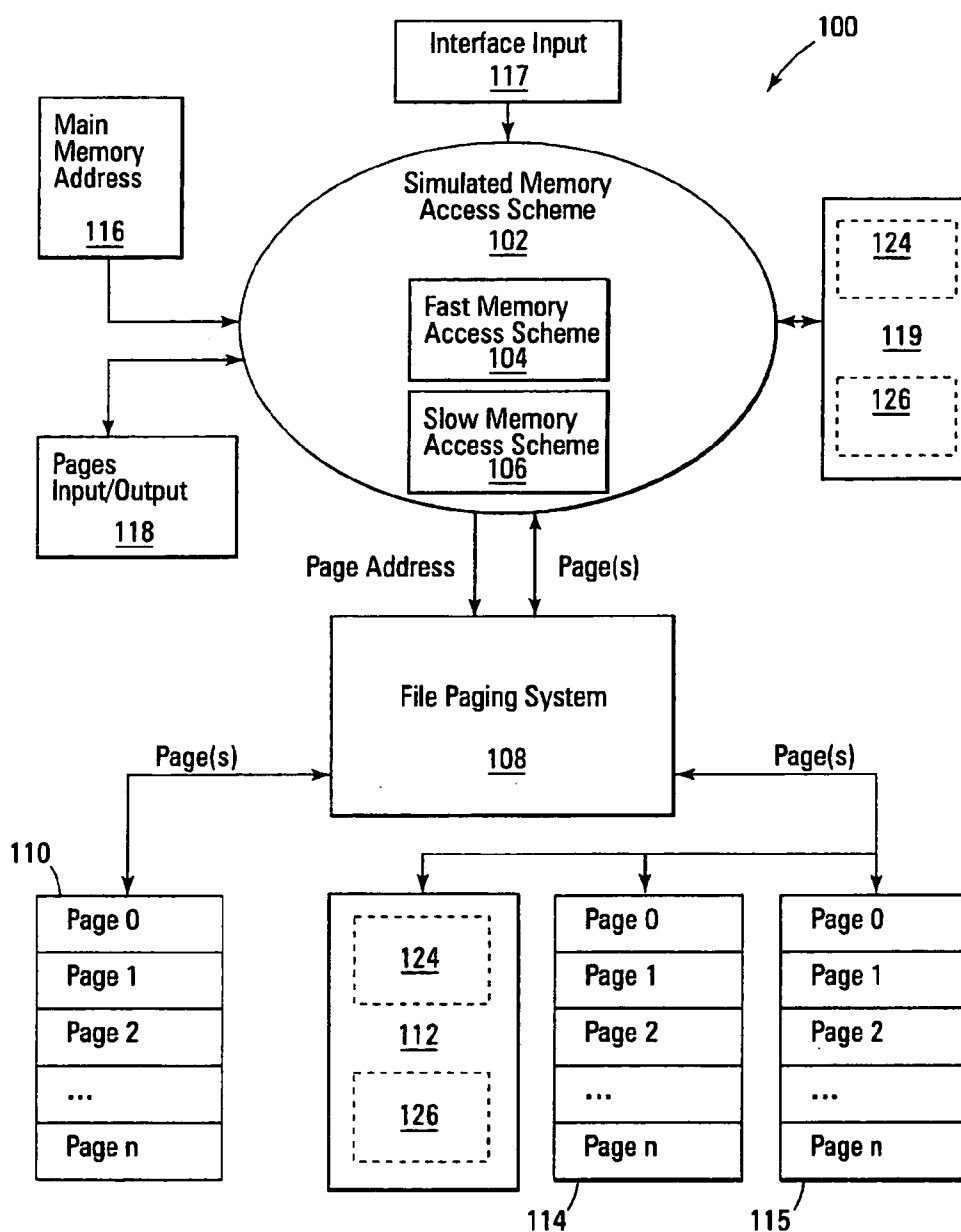 100
Interface Input
117
Main
Memory
Address
116
Simulated Memory
Access Scheme
102
124
119
126
Fast Memory
Access Scheme
104
Slow Memory
Access Scheme
106
Pages
Input/Output
118
Page Address
Page(s)
File Paging System
108
Page(s)
Page(s)
110
Page 0
Page 1
Page 2
...
Page n
124
112
126
Page 0
Page 1
Page 2
...
Page n
114
Page 0
Page 1
Page 2
...
Page n
115